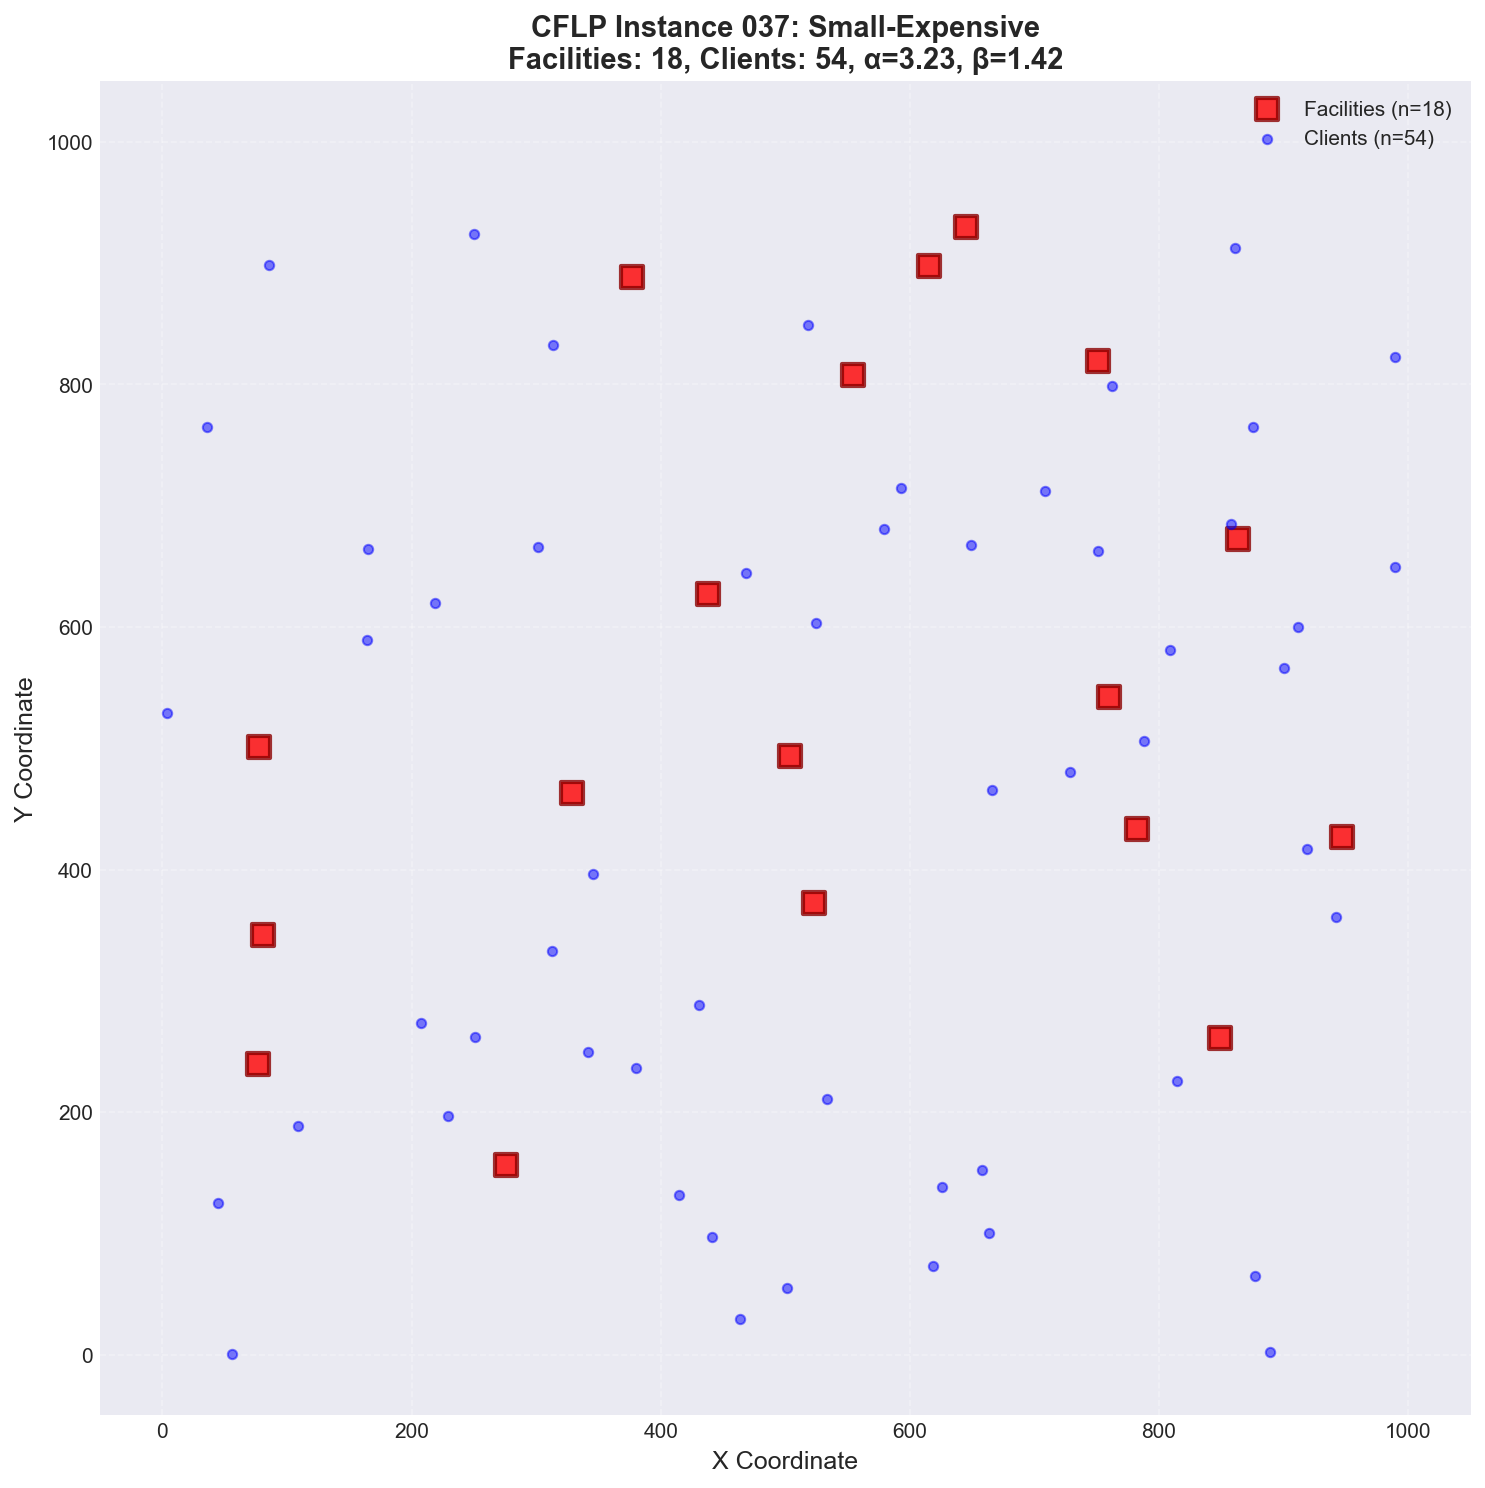 CFLP Instance 037: Small-Expensive
Facilities: 18, Clients: 54, α=3.23, β=1.42
Facilities (n=18)
Clients (n=54)
1000
800
600
400
200
0
Y Coordinate
0 200 400 600 800 1000
X Coordinate